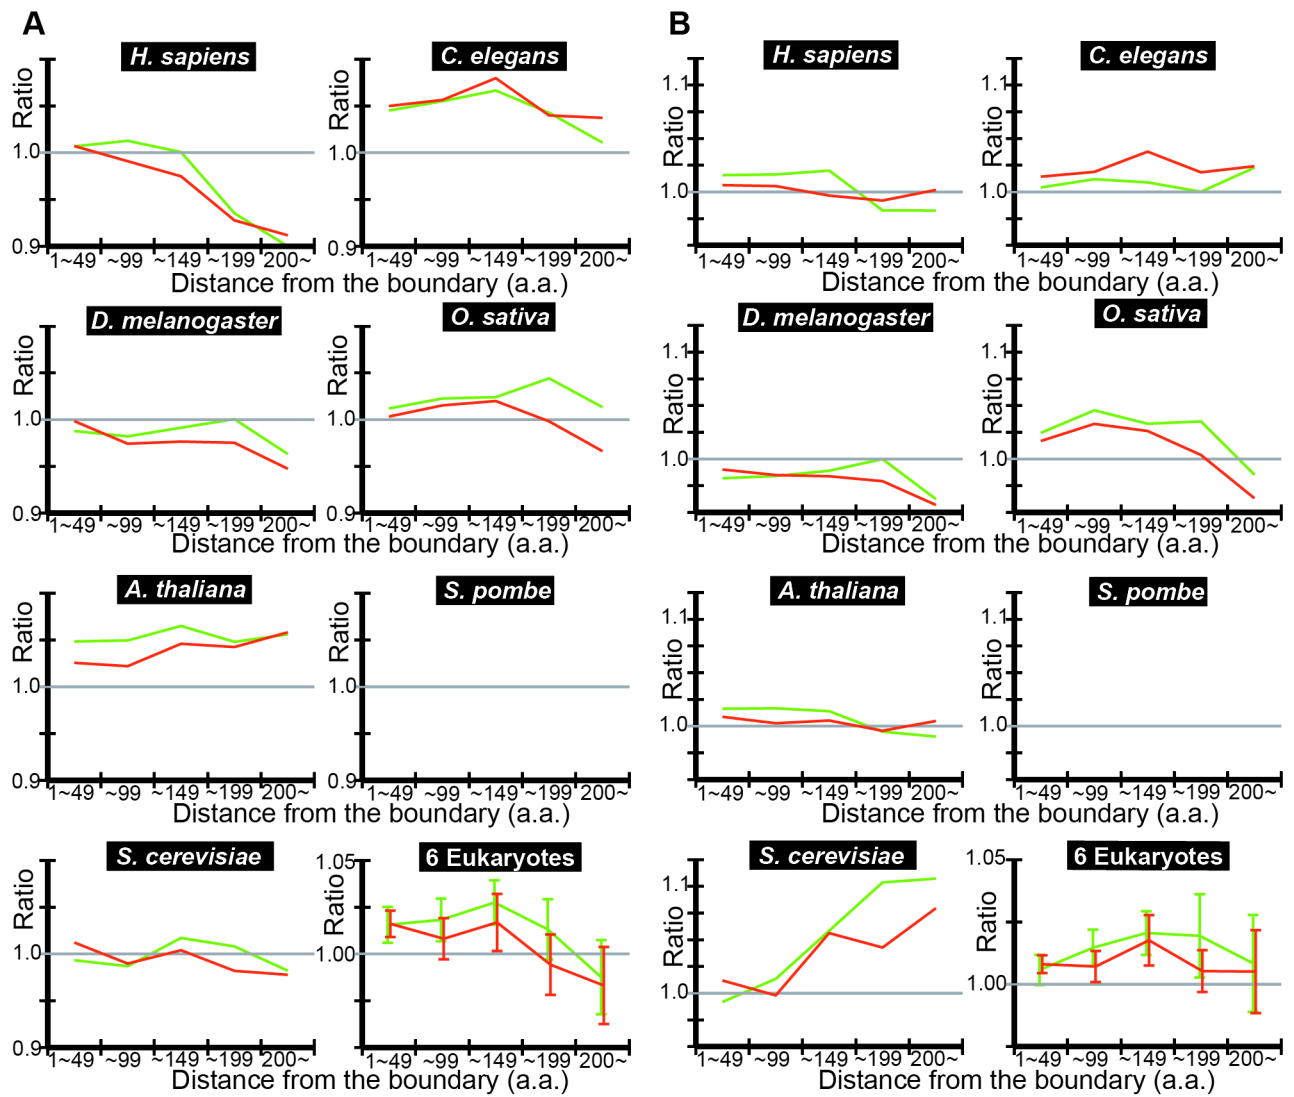 A
B
H. sapiens
C. elegans
H. sapiens
C. elegans
Ratio
1.0
0.9
1~49 ~99 ~149 ~199 200~
Ratio
1.0
0.9
1~49 ~99 ~149 ~199 200~
Distance from the boundary (a.a.)
Ratio
1.1
1.0
1~49 ~99 ~149 ~199 200~
Ratio
1.1
1.0
1~49 ~99 ~149 ~199 200~
Distance from the boundary (a.a.)
D. melanogaster
O. sativa
D. melanogaster
O. sativa
Ratio
1.0
0.9
1~49 ~99 ~149 ~199 200~
Ratio
1.0
0.9
1~49 ~99 ~149 ~199 200~
Distance from the boundary (a.a.)
Ratio
1.1
1.0
1~49 ~99 ~149 ~199 200~
Ratio
1.1
1.0
1~49 ~99 ~149 ~199 200~
Distance from the boundary (a.a.)
A. thaliana
S. pombe
A. thaliana
S. pombe
Ratio
1.0
0.9
1~49 ~99 ~149 ~199 200~
Ratio
1.0
0.9
1~49 ~99 ~149 ~199 200~
Distance from the boundary (a.a.)
Ratio
1.1
1.0
1~49 ~99 ~149 ~199 200~
Ratio
1.1
1.0
1~49 ~99 ~149 ~199 200~
Distance from the boundary (a.a.)
S. cerevisiae
6 Eukaryotes
S. cerevisiae
6 Eukaryotes
Ratio
1.0
0.9
1~49 ~99 ~149 ~199 200~
Ratio
1.05
1.00
1~49 ~99 ~149 ~199 200~
Distance from the boundary (a.a.)
Ratio
1.1
1.0
1~49 ~99 ~149 ~199 200~
Ratio
1.05
1.00
1~49 ~99 ~149 ~199 200~
Distance from the boundary (a.a.)